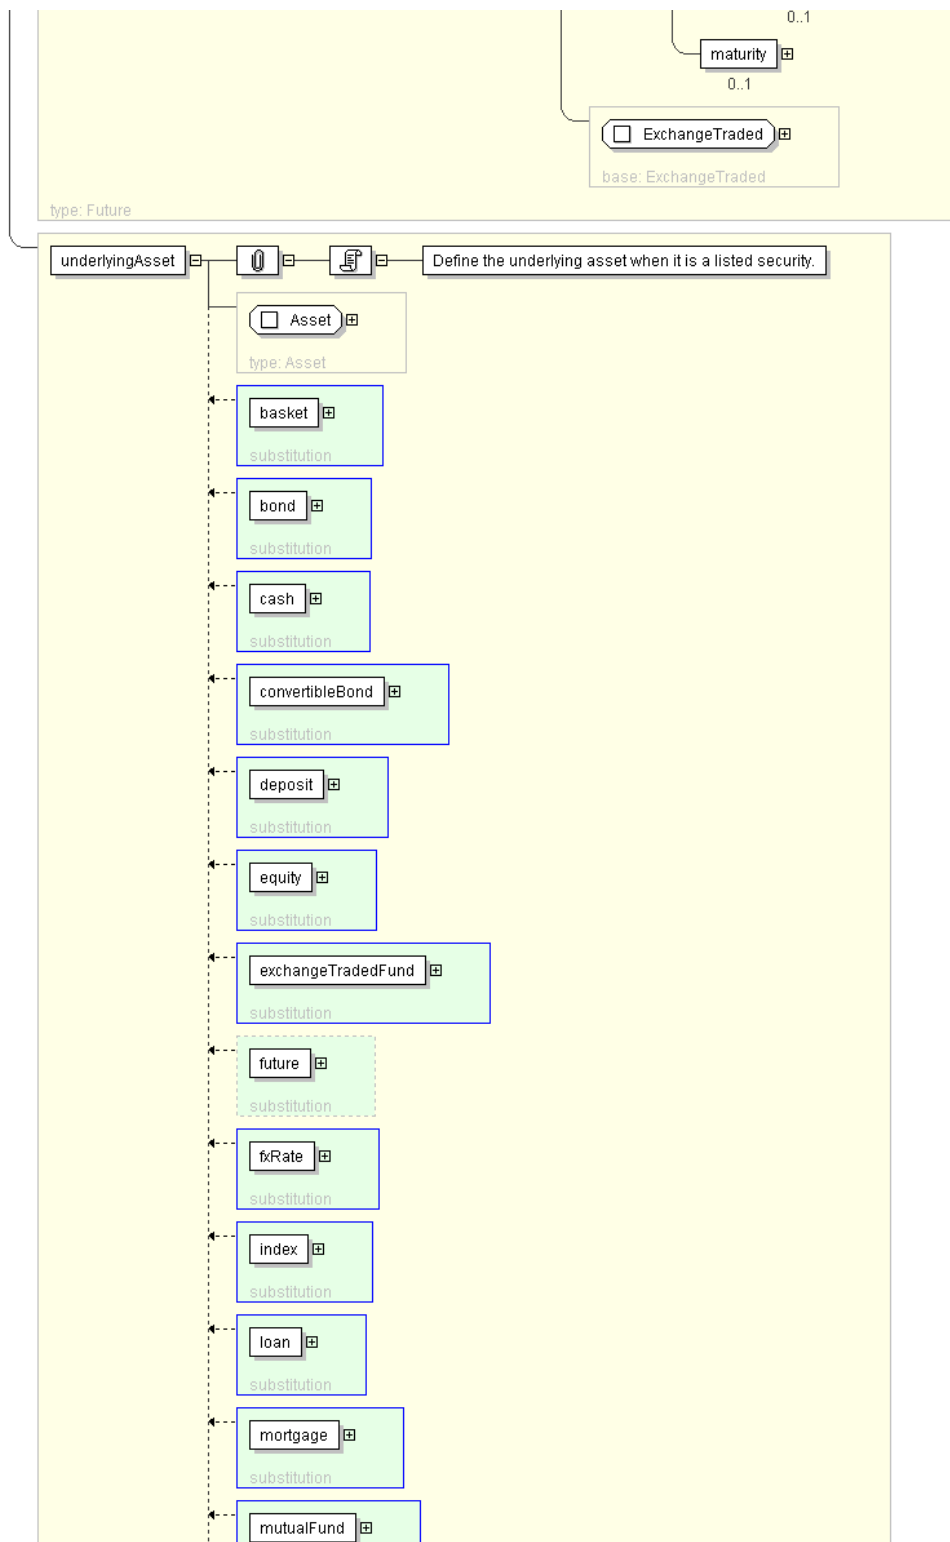 0..1
maturity
0..1
ExchangeTraded
base: ExchangeTraded
type: Future
underlyingAsset
Define the underlying asset when it is a listed security.
Asset
type: Asset
basket
substitution
bond
substitution
cash
substitution
convertibleBond
substitution
deposit
substitution
equity
substitution
exchangeTradedFund
substitution
future
substitution
fxRate
substitution
index
substitution
loan
substitution
mortgage
substitution
mutualFund